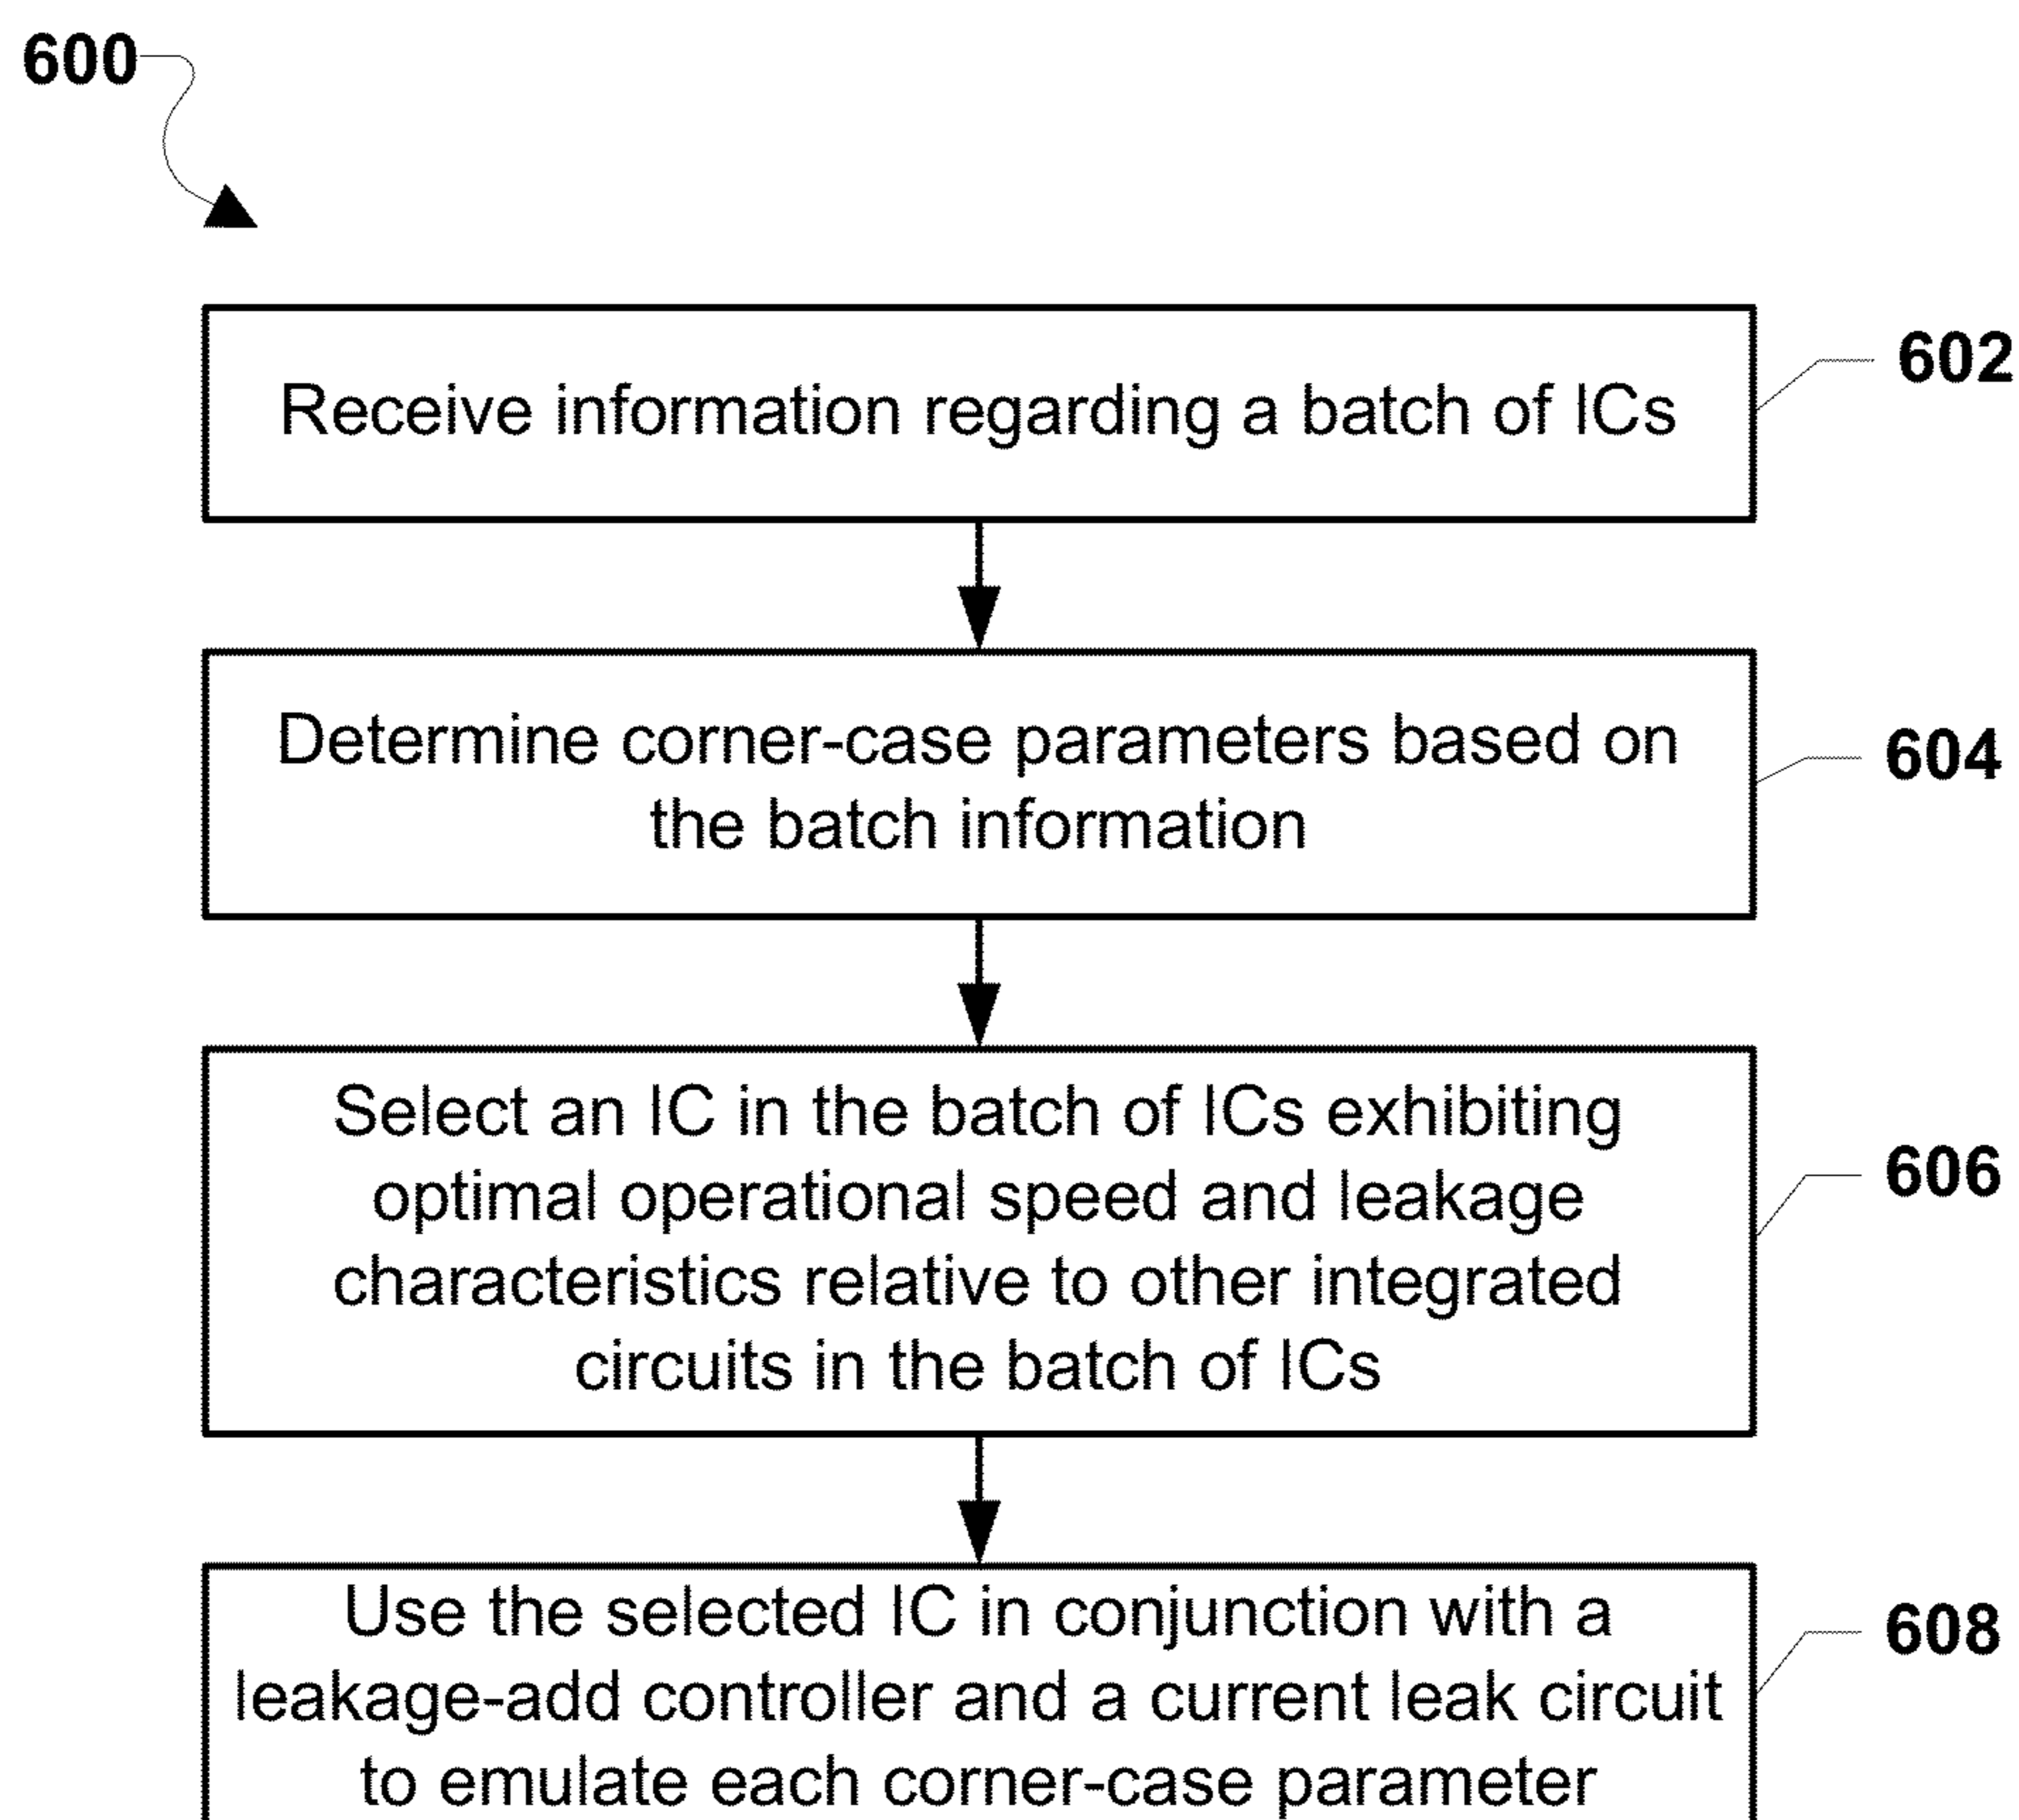 600
Receive information regarding a batch of ICs
602
Determine corner-case parameters based on
the batch information
604
Select an IC in the batch of ICs exhibiting
optimal operational speed and leakage
characteristics relative to other integrated
circuits in the batch of ICs
606
Use the selected IC in conjunction with a
leakage-add controller and a current leak circuit
to emulate each corner-case parameter
608